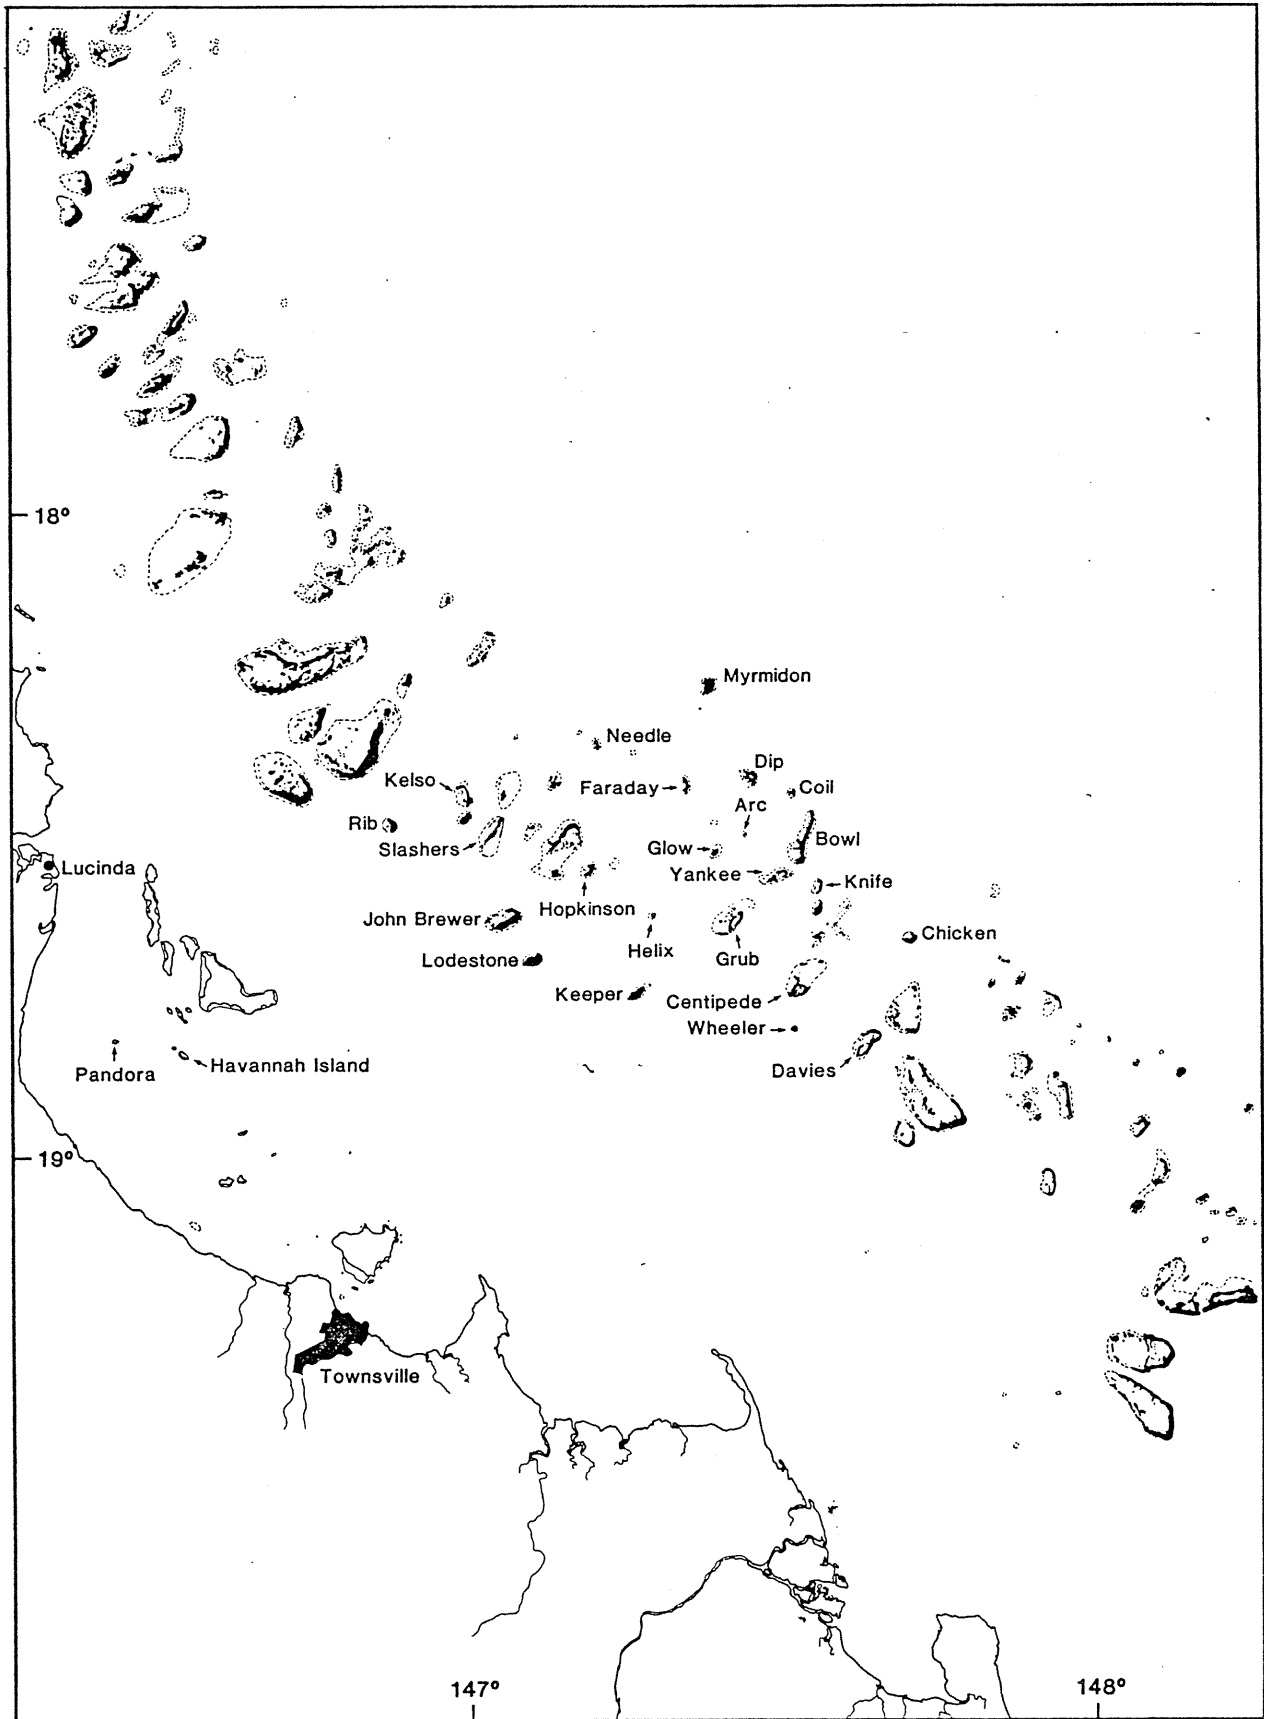 18°
Myrmidon
Needle
Dip
Kelso
Faraday
Coil
Arc
Rib
Slashers
Glow
Bowl
Lucinda
Yankee
Knife
John Brewer
Hopkinson
Helix
Grub
Chicken
Lodestone
Keeper
Centipede
Wheeler
Pandora
Havannah Island
Davies
19°
Townsville
147°
148°